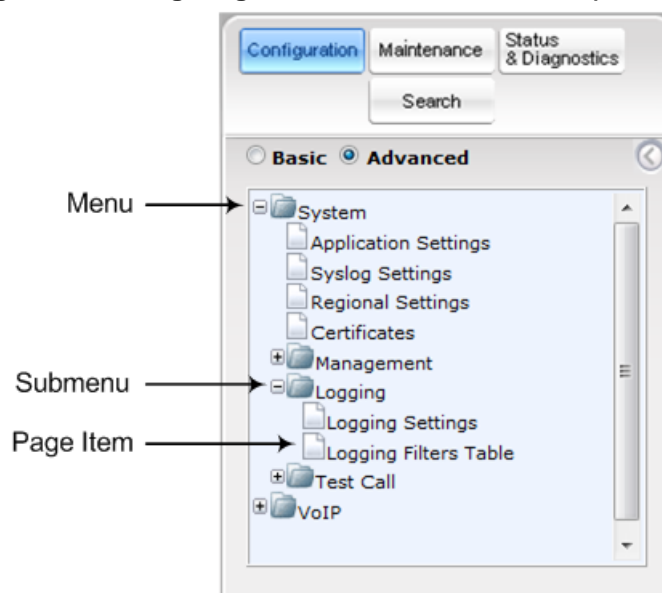 Configuration
Maintenance
Status
& Diagnostics
Search
Basic
Advanced
Menu
System
Application Settings
Syslog Settings
Regional Settings
Certificates
Management
Submenu
Logging
Logging Settings
Page Item
Logging Filters Table
Test Call
VoIP